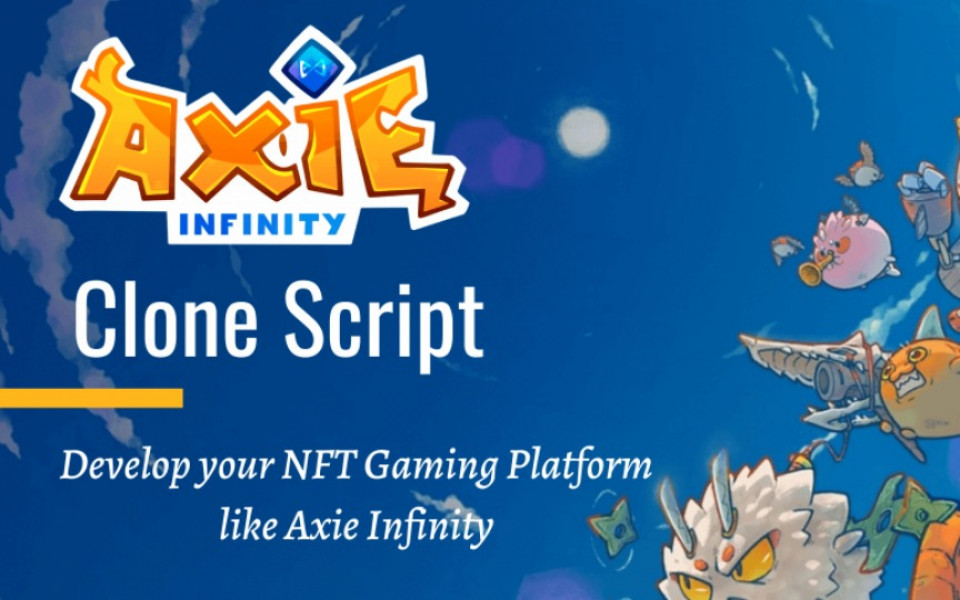 AXIE
INFINITY
Clone Script
Develop your NFT Gaming Platform
like Axie Infinity